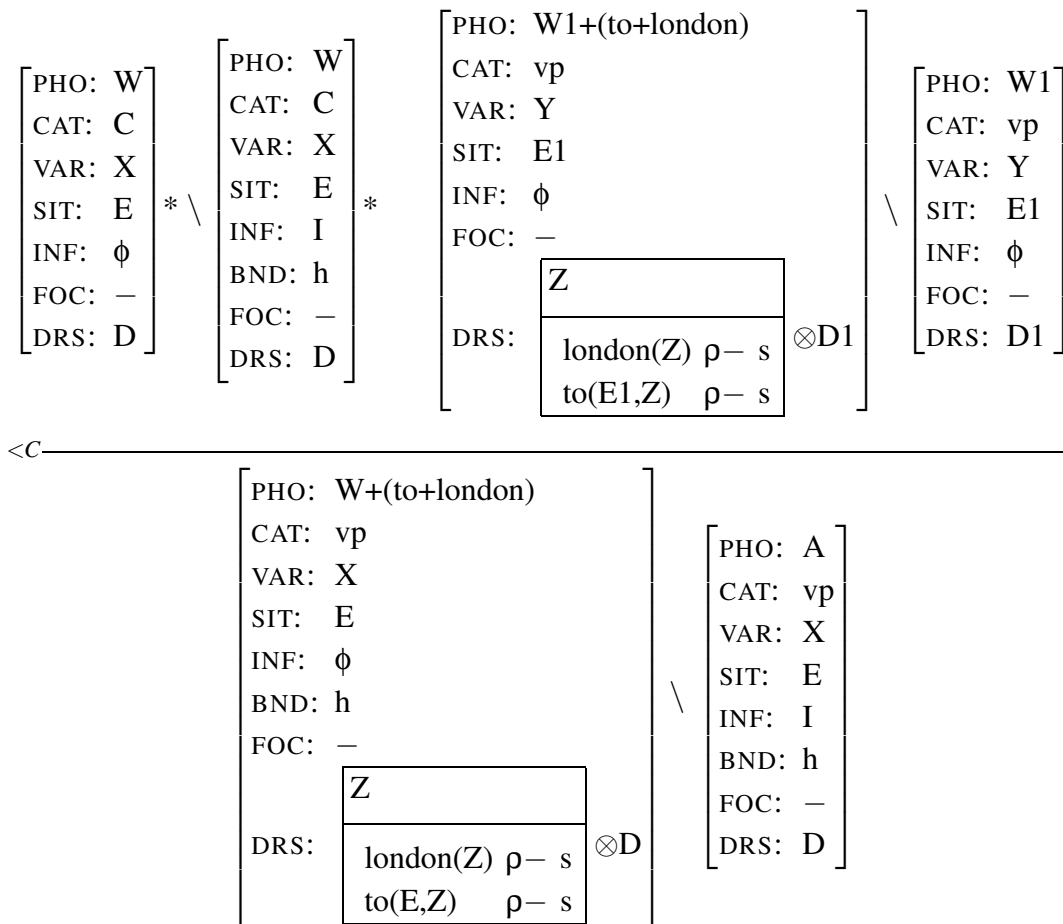 [PHO: W
CAT: C
VAR: X
SIT: E
INF: ϕ
FOC: −
DRS: D] * \
[PHO: W
CAT: C
VAR: X
SIT: E
INF: I
BND: h
FOC: −
DRS: D] *
[PHO: W1+(to+london)
CAT: vp
VAR: Y
SIT: E1
INF: ϕ
FOC: −
Z
DRS: london(Z) ρ− s ⊗D1
to(E1,Z) ρ− s] \
[PHO: W1
CAT: vp
VAR: Y
SIT: E1
INF: ϕ
FOC: −
DRS: D1]
<C
[PHO: W+(to+london)
CAT: vp
VAR: X
SIT: E
INF: ϕ
BND: h
FOC: −
Z
DRS: london(Z) ρ− s ⊗D
to(E,Z) ρ− s] \
[PHO: A
CAT: vp
VAR: X
SIT: E
INF: I
BND: h
FOC: −
DRS: D]